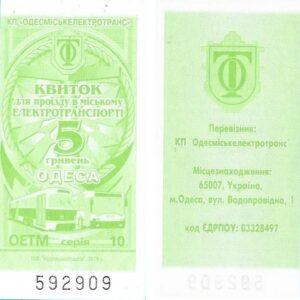 КП «ОДЕСМІСЬКЕЛЕКТРОТРАНС»
КВИТОК
для проїзду в міському
ЕЛЕКТРОТРАНСПОРТІ
5
гривень
ОДЕСА
ОЕТМ серія 10
592909
Перевізник:
КП Одесміськелектротранс
Місцезнаходження:
65007, Україна,
м.Одеса, вул. Водопровідна, 1
код ЄДРПОУ: 03328497